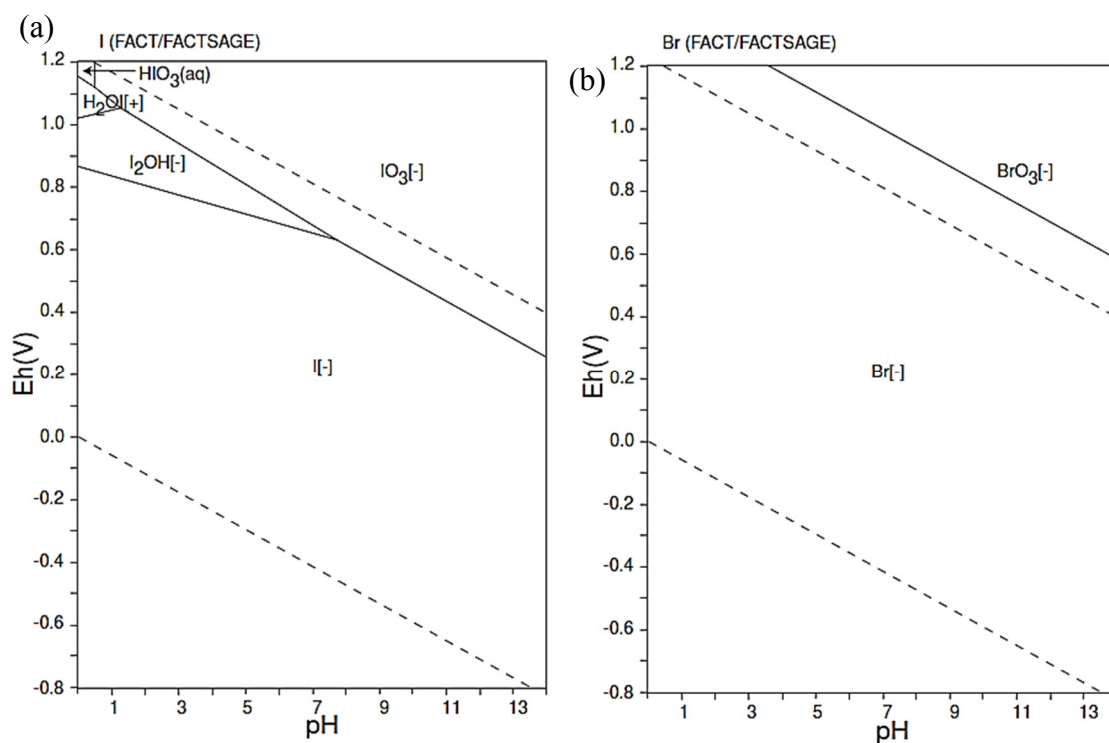 (a)
I (FACT/FACTSAGE)
1.2
1.0
0.8
0.6
0.4
0.2
0.0
-0.2
-0.4
-0.6
-0.8
Eh(V)
HIO3(aq)
H2OI[+]
I2OH[-]
IO3[-]
I[-]
1 3 5 7 9 11 13
pH
(b)
Br (FACT/FACTSAGE)
1.2
1.0
0.8
0.6
0.4
0.2
0.0
-0.2
-0.4
-0.6
-0.8
Eh(V)
BrO3[-]
Br[-]
1 3 5 7 9 11 13
pH